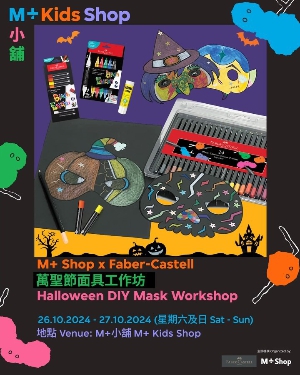 M+ Kids Shop
小舖
M+ Shop x Faber-Castell
萬聖節面具工作坊
Halloween DIY Mask Workshop
26.10.2024 - 27.10.2024 (星期六及日 Sat - Sun)
地點 Venue: M+小舖 M+ Kids Shop
M+ Shop